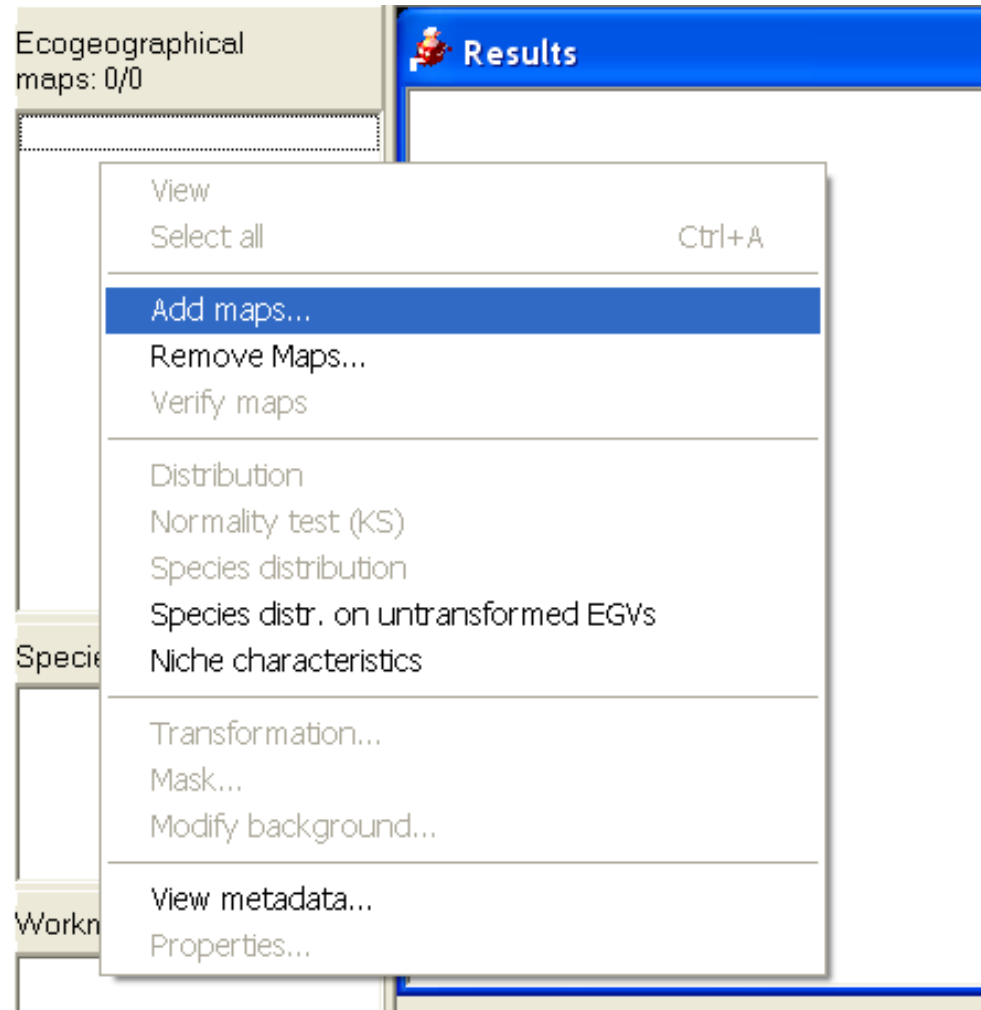 Ecogeographical
maps: 0/0
Results
View
Select all Ctrl+A
Add maps...
Remove Maps...
Verify maps
Distribution
Normality test (KS)
Species distribution
Species distr. on untransformed EGVs
Niche characteristics
Transformation...
Mask...
Modify background...
View metadata...
Properties...